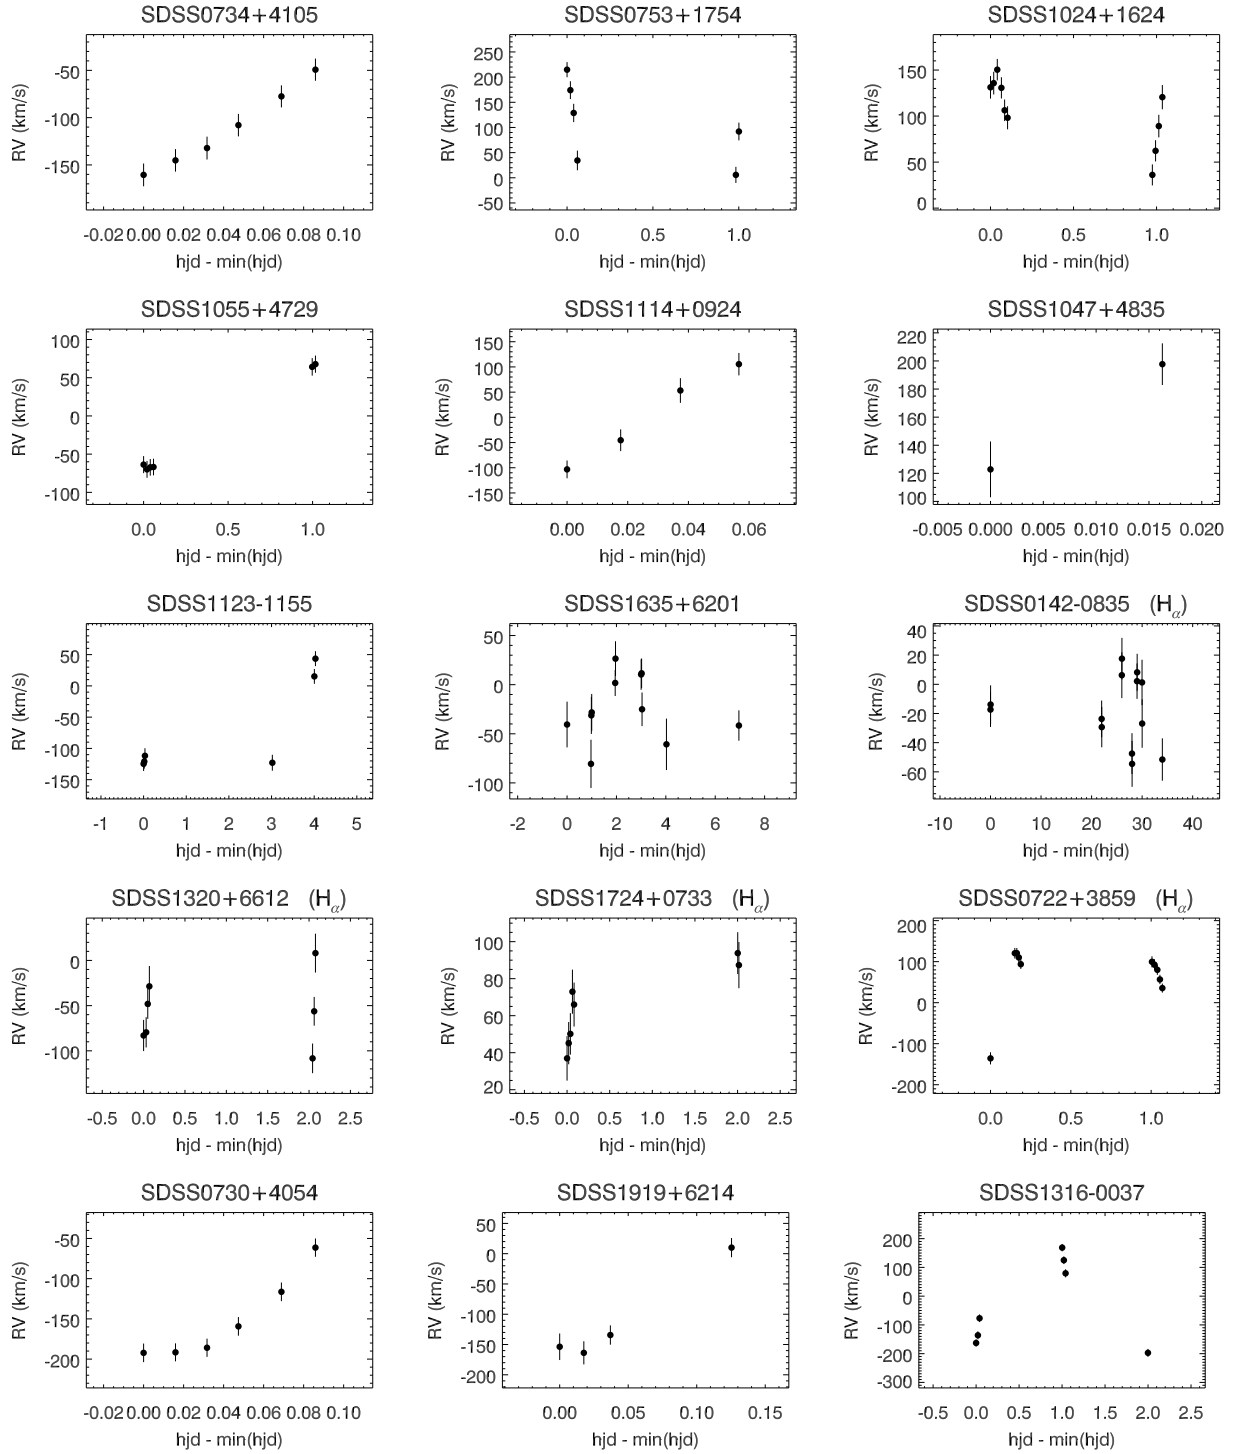 SDSS0734+4105
RV (km/s)
-50
-100
-150
-0.02 0.00 0.02 0.04 0.06 0.08 0.10
hjd - min(hjd)
SDSS0753+1754
RV (km/s)
250
200
150
100
50
0
-50
0.0 0.5 1.0
hjd - min(hjd)
SDSS1024+1624
RV (km/s)
150
100
50
0
0.0 0.5 1.0
hjd - min(hjd)
SDSS1055+4729
RV (km/s)
100
50
0
-50
-100
0.0 0.5 1.0
hjd - min(hjd)
SDSS1114+0924
RV (km/s)
150
100
50
0
-50
-100
-150
0.00 0.02 0.04 0.06
hjd - min(hjd)
SDSS1047+4835
RV (km/s)
220
200
180
160
140
120
100
-0.005 0.000 0.005 0.010 0.015 0.020
hjd - min(hjd)
SDSS1123-1155
RV (km/s)
50
0
-50
-100
-150
-1 0 1 2 3 4 5
hjd - min(hjd)
SDSS1635+6201
RV (km/s)
50
0
-50
-100
-2 0 2 4 6 8
hjd - min(hjd)
SDSS0142-0835 (Hα)
RV (km/s)
40
20
0
-20
-40
-60
-10 0 10 20 30 40
hjd - min(hjd)
SDSS1320+6612 (Hα)
RV (km/s)
0
-50
-100
-0.5 0.0 0.5 1.0 1.5 2.0 2.5
hjd - min(hjd)
SDSS1724+0733 (Hα)
RV (km/s)
100
80
60
40
20
-0.5 0.0 0.5 1.0 1.5 2.0 2.5
hjd - min(hjd)
SDSS0722+3859 (Hα)
RV (km/s)
200
100
0
-100
-200
0.0 0.5 1.0
hjd - min(hjd)
SDSS0730+4054
RV (km/s)
-50
-100
-150
-200
-0.02 0.00 0.02 0.04 0.06 0.08 0.10
hjd - min(hjd)
SDSS1919+6214
RV (km/s)
50
0
-50
-100
-150
-200
0.00 0.05 0.10 0.15
hjd - min(hjd)
SDSS1316-0037
RV (km/s)
200
100
0
-100
-200
-300
-0.5 0.0 0.5 1.0 1.5 2.0 2.5
hjd - min(hjd)